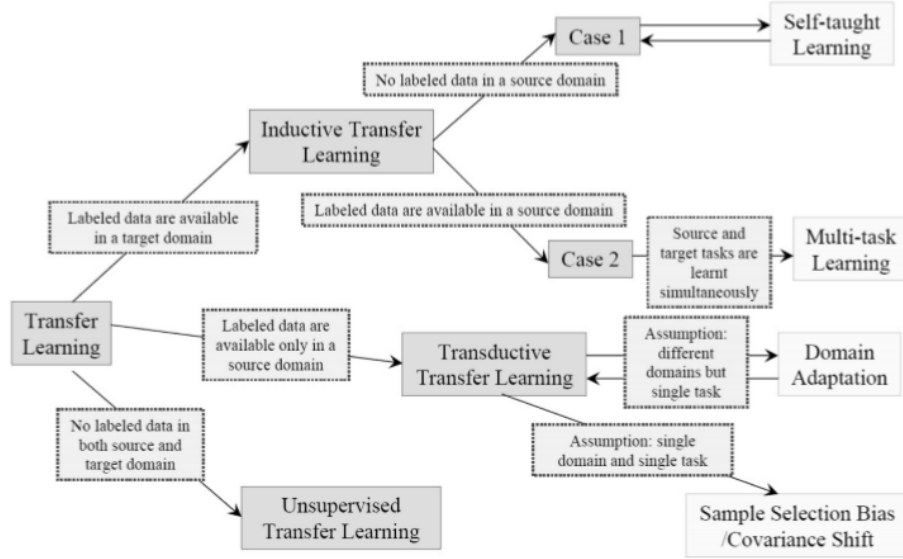 Case 1
Self-taught
Learning
No labeled data in a source domain
Inductive Transfer
Learning
Labeled data are available
in a target domain
Labeled data are available in a source domain
Case 2
Source and
target tasks are
learnt
simultaneously
Multi-task
Learning
Transfer
Learning
Labeled data are
available only in a
source domain
Transductive
Transfer Learning
Assumption:
different
domains but
single task
Domain
Adaptation
No labeled data in
both source and
target domain
Assumption: single
domain and single task
Unsupervised
Transfer Learning
Sample Selection Bias
/Covariance Shift